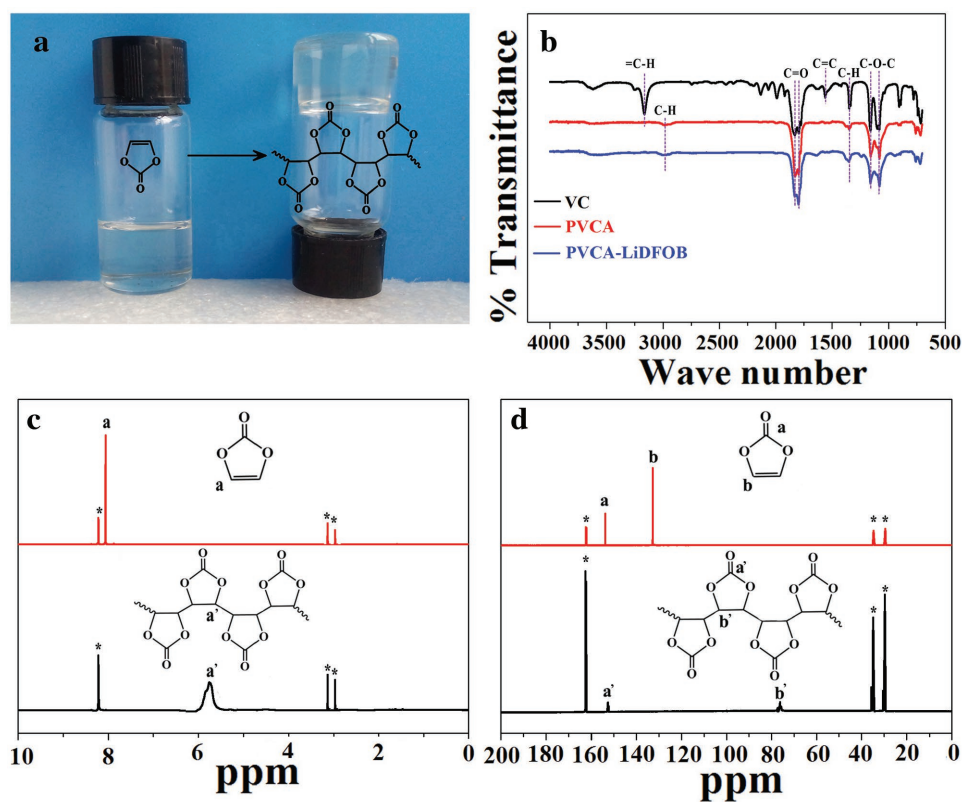 a
O O
O
O O O O
O O O O
O O
O O
b
=C-H C=O C=C C-H C-O-C
C-H
VC
PVCA
PVCA-LiDFOB
% Transmittance
4000 3500 3000 2500 2000 1500 1000 500
Wave number
c
a
O
O O
a
* * *
O O
O O O O
a'
O O O O
O O
* a' * *
10 8 6 4 2 0
ppm
d
O
a
O O
b
b
a
* * *
O O
a'
O O O O
b'
O O O O
O O
* * *
a' b'
200 180 160 140 120 100 80 60 40 20 0
ppm